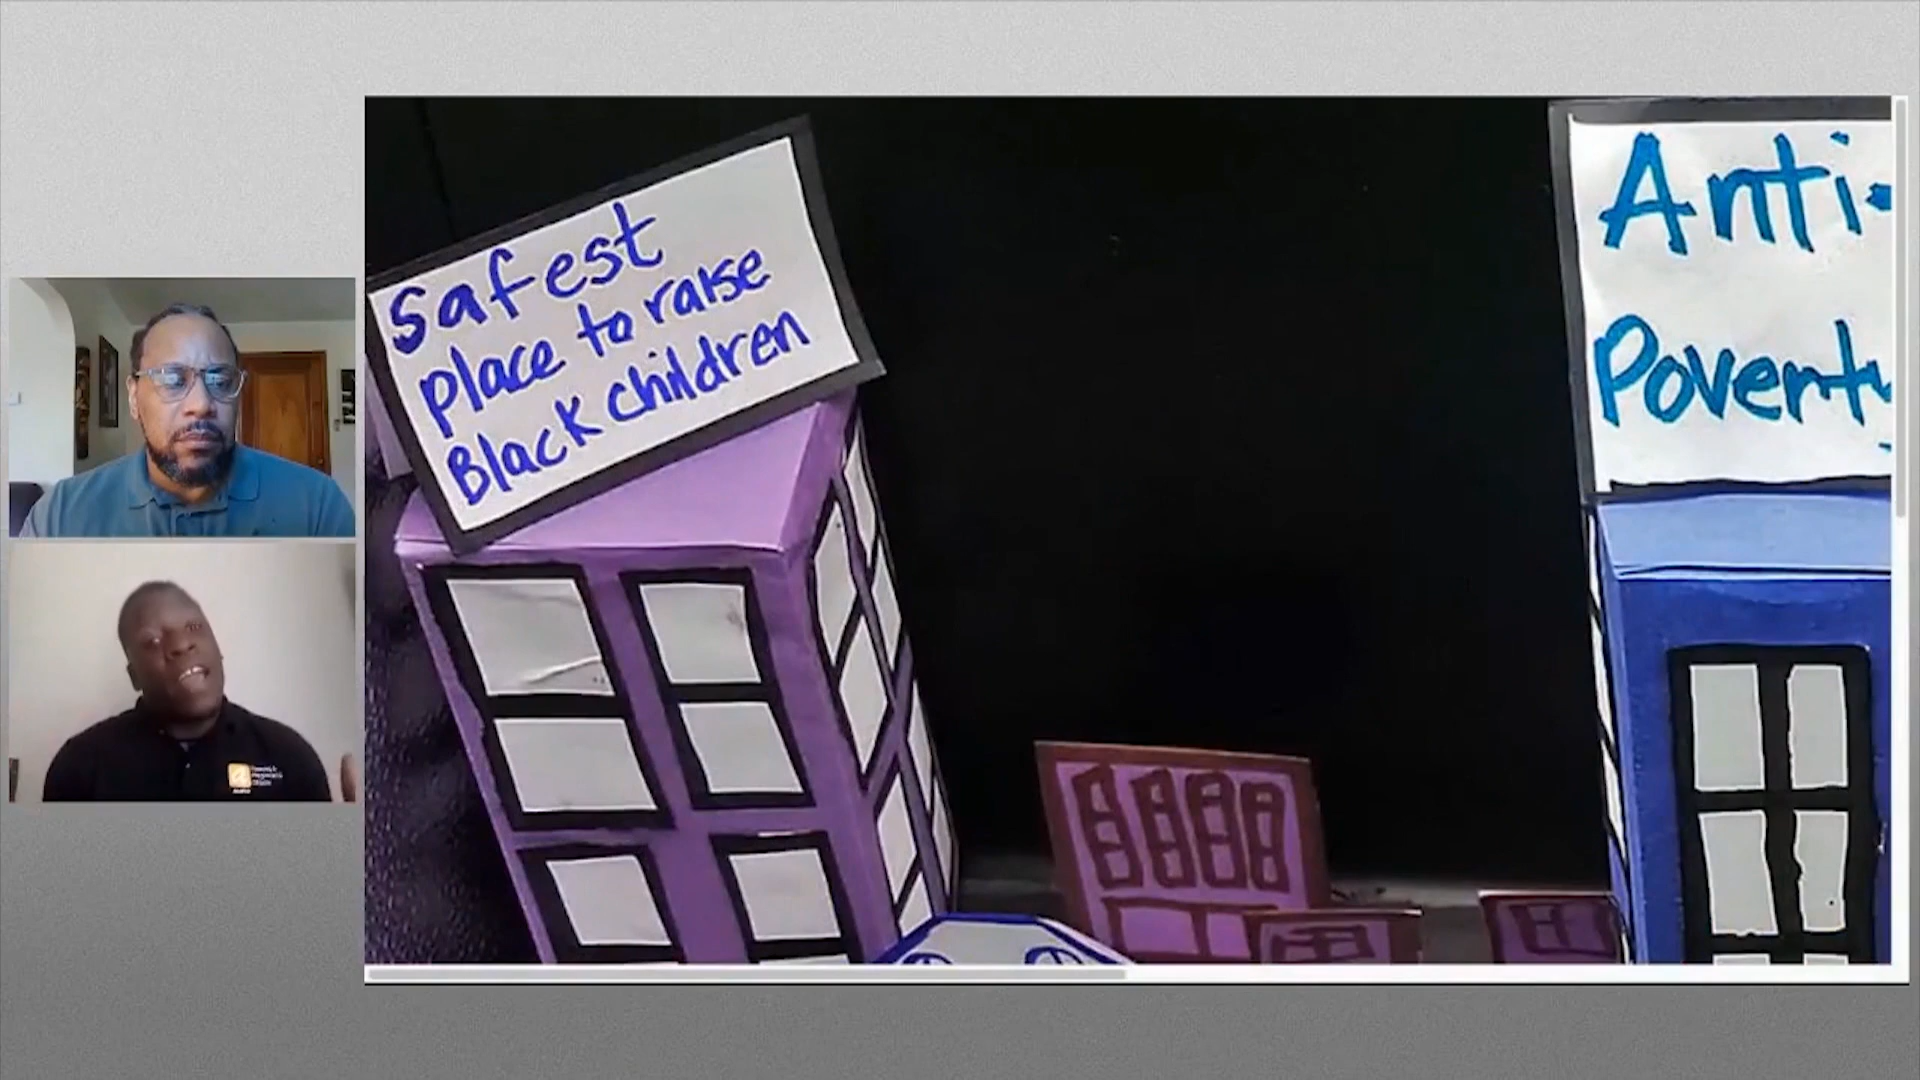 Safest
place to raise
Black children
Anti-
Poverty